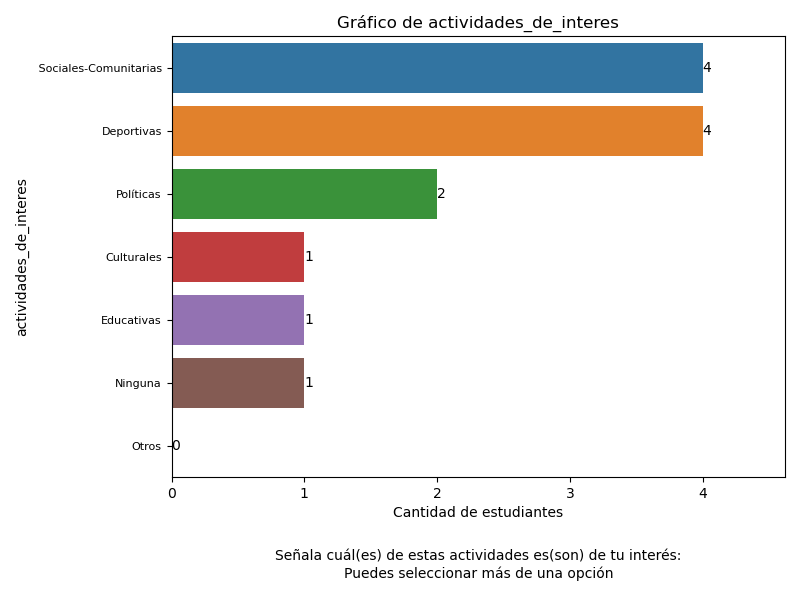 Gráfico de actividades_de_interes
Sociales-Comunitarias
4
Deportivas
4
Políticas
2
Culturales
1
Educativas
1
Ninguna
1
Otros
0
actividades_de_interes
0 1 2 3 4
Cantidad de estudiantes
Señala cuál(es) de estas actividades es(son) de tu interés:
Puedes seleccionar más de una opción